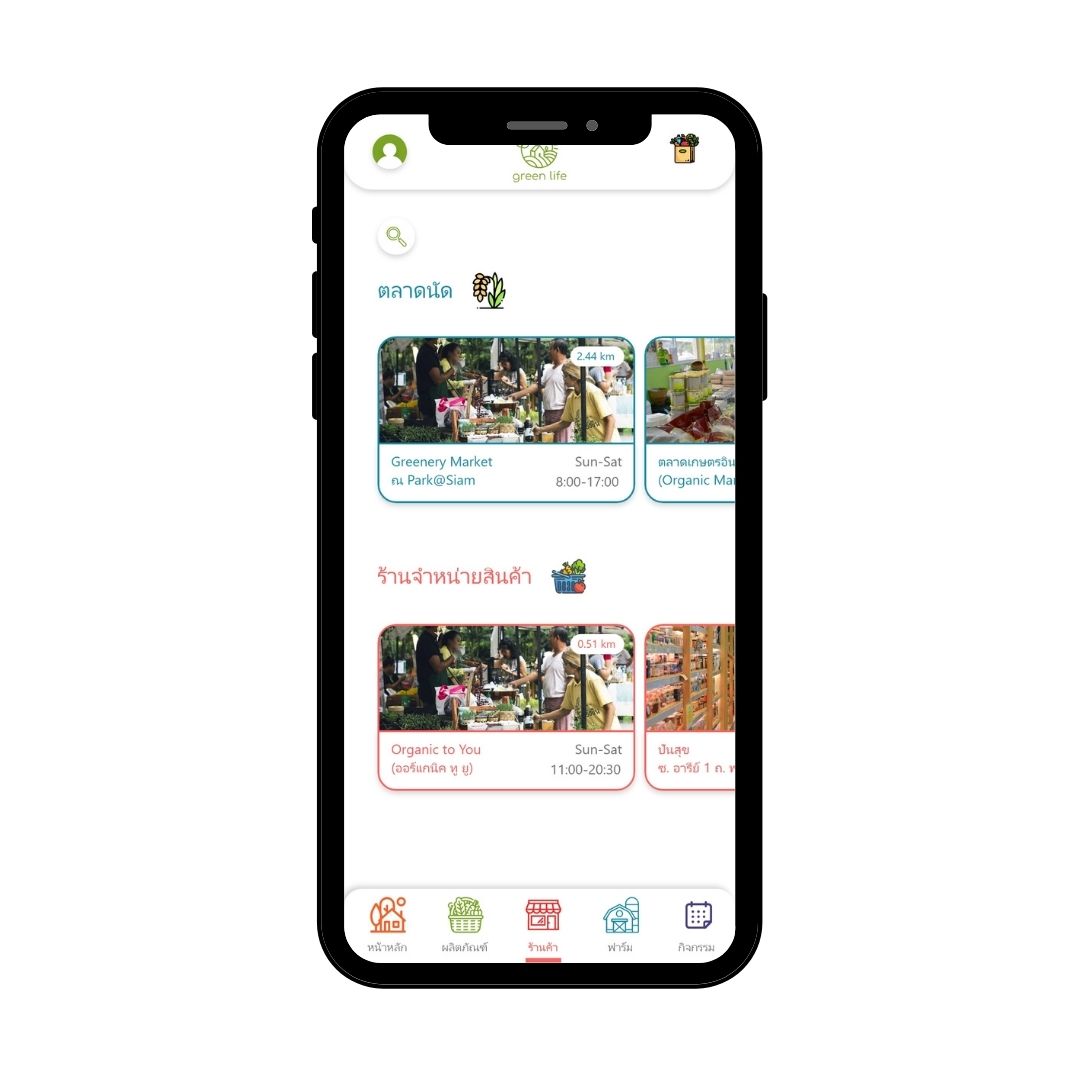 green life
ตลาดนัด
2.44 km
Greenery Market
ณ Park@Siam
Sun-Sat
8:00-17:00
ตลาดเกษตรอิน
(Organic Mar
ร้านจำหน่ายสินค้า
0.51 km
Organic to You
(ออร์แกนิค ทู ยู)
Sun-Sat
11:00-20:30
ปันสุข
ซ. อารีย์ 1 ถ. พ
หน้าหลัก
ผลิตภัณฑ์
ร้านค้า
ฟาร์ม
กิจกรรม